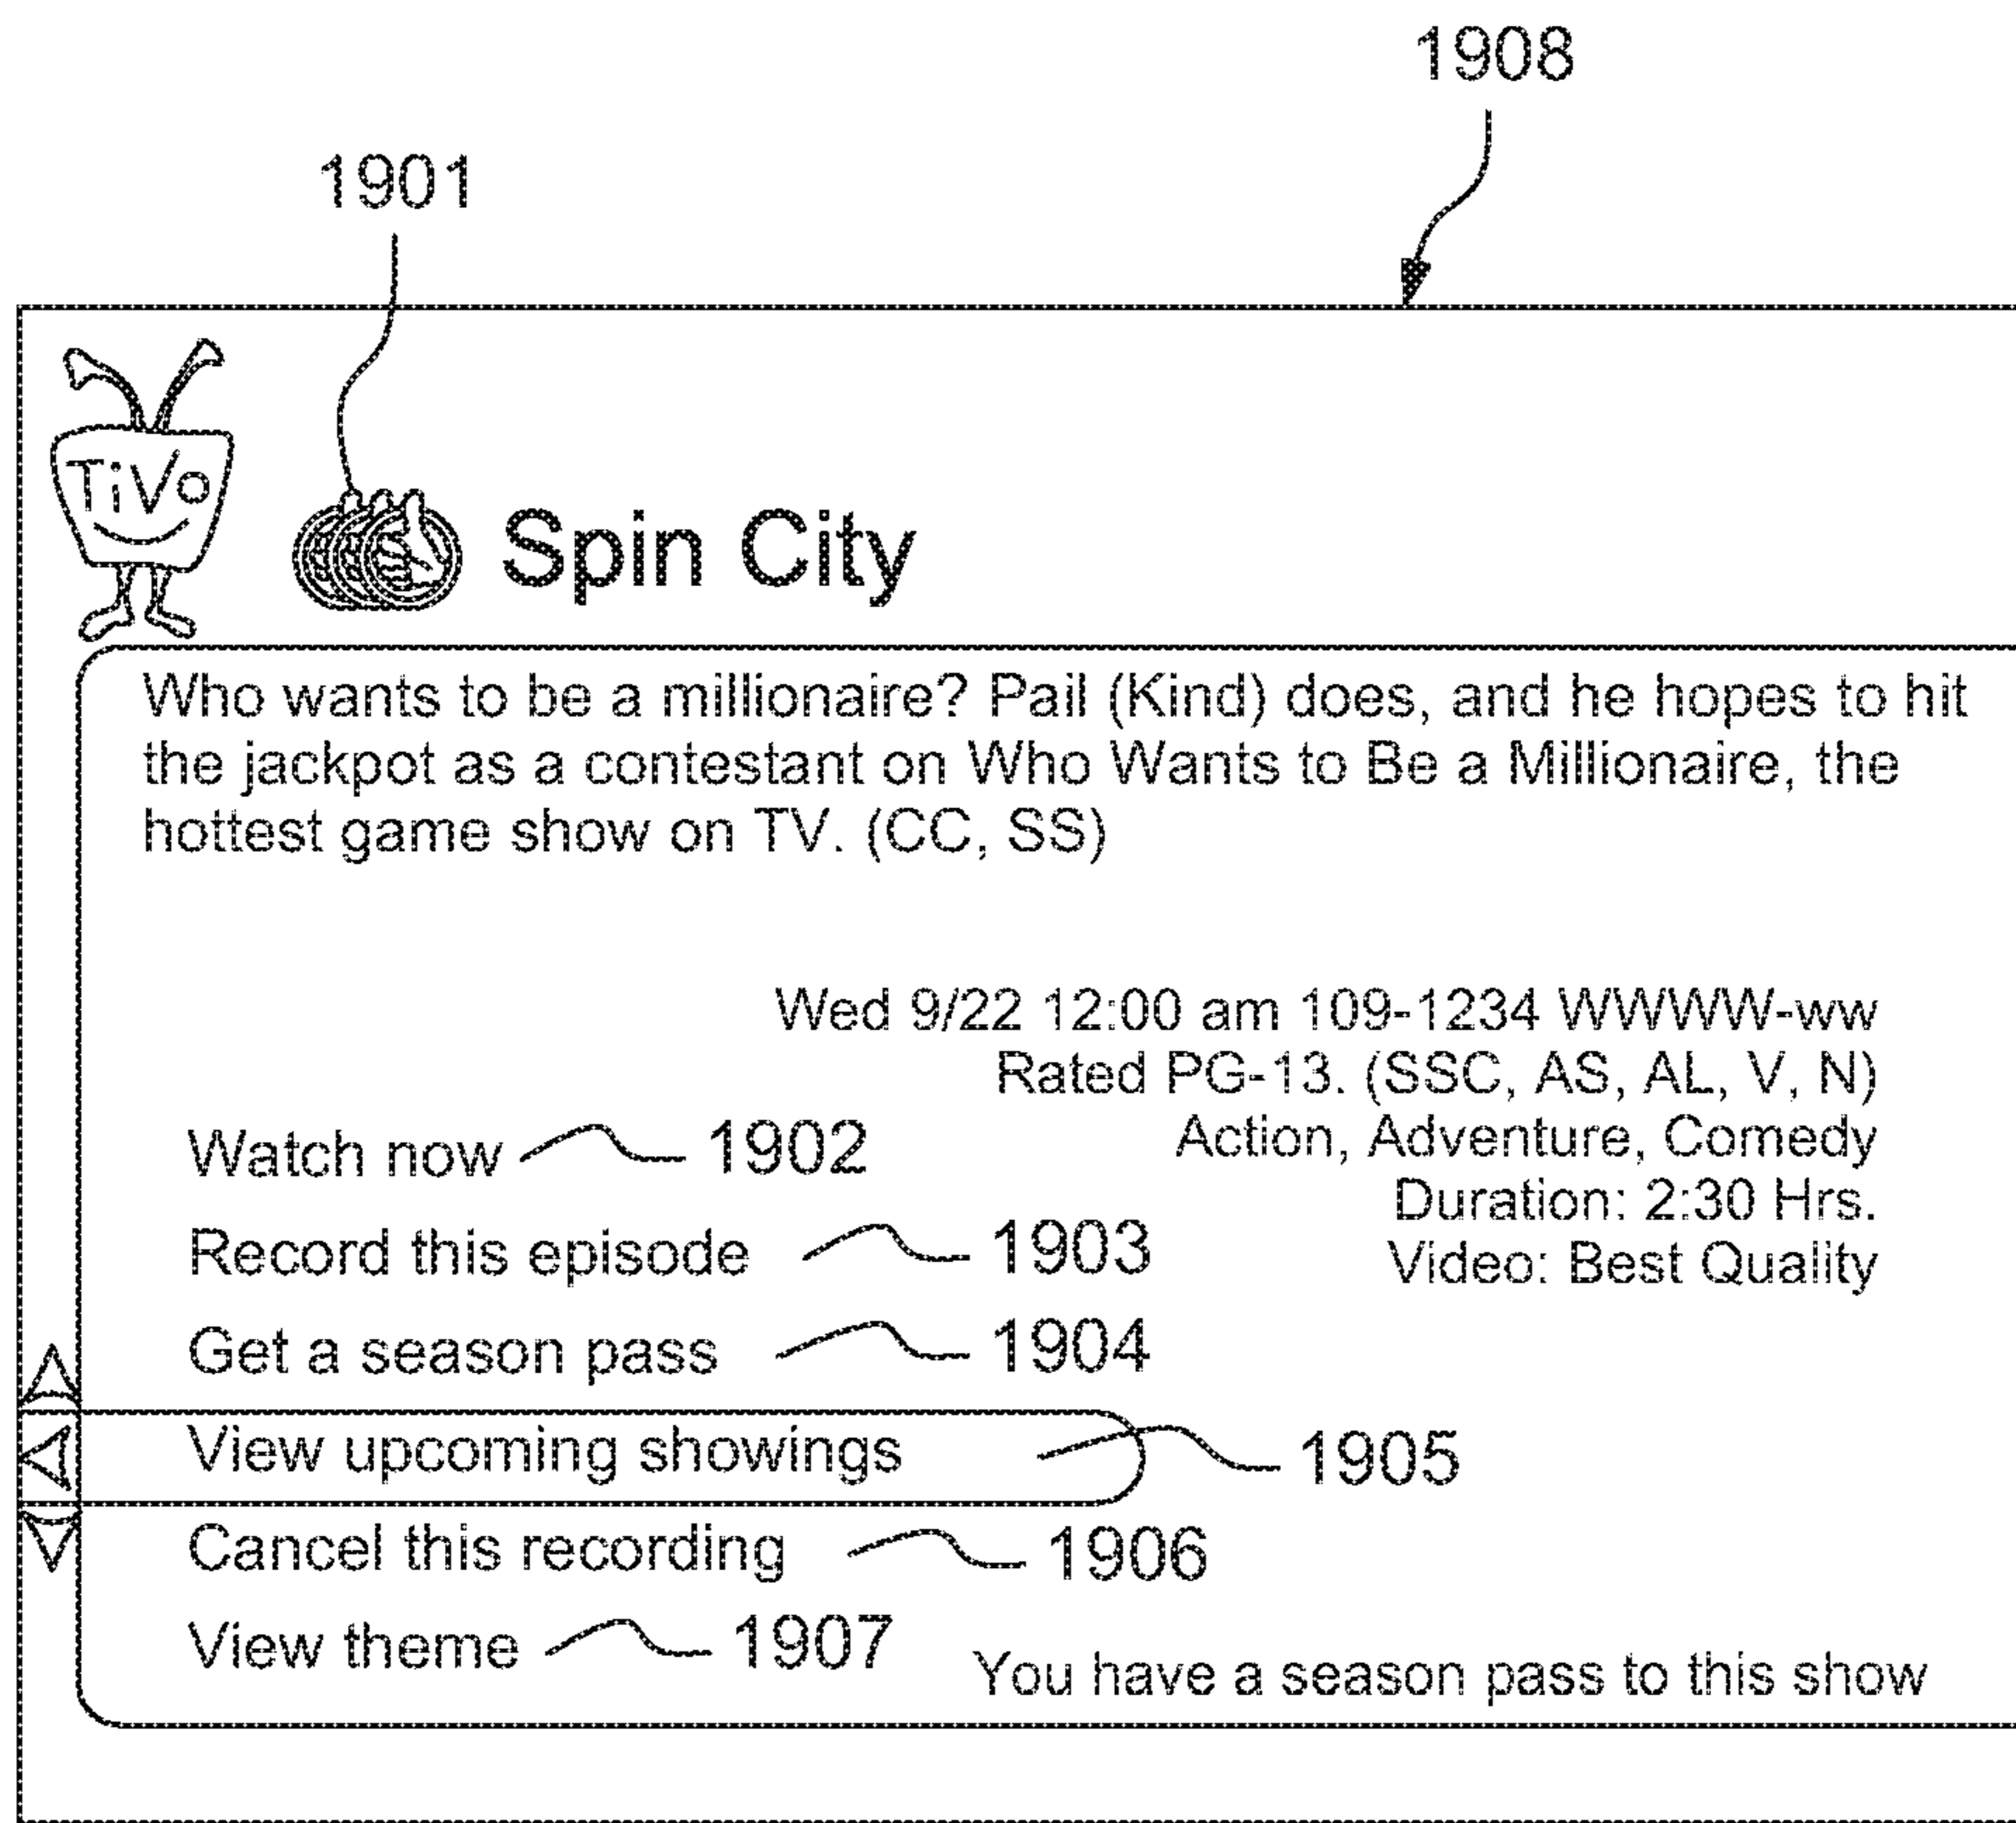 1908
1901
TiVo
Spin City
Who wants to be a millionaire? Pail (Kind) does, and he hopes to hit
the jackpot as a contestant on Who Wants to Be a Millionaire, the
hottest game show on TV. (CC, SS)
Wed 9/22 12:00 am 109-1234 WWWW-ww
Rated PG-13. (SSC, AS, AL, V, N)
Action, Adventure, Comedy
Duration: 2:30 Hrs.
Video: Best Quality
Watch now 1902
Record this episode 1903
Get a season pass 1904
View upcoming showings 1905
Cancel this recording 1906
View theme 1907
You have a season pass to this show